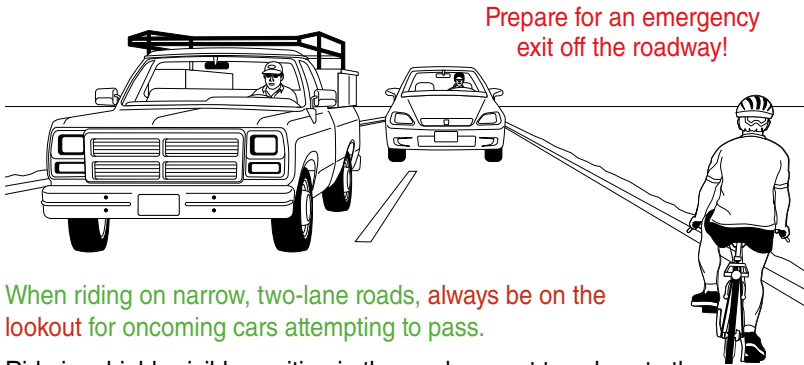 Prepare for an emergency
exit off the roadway!
When riding on narrow, two-lane roads, always be on the
lookout for oncoming cars attempting to pass.